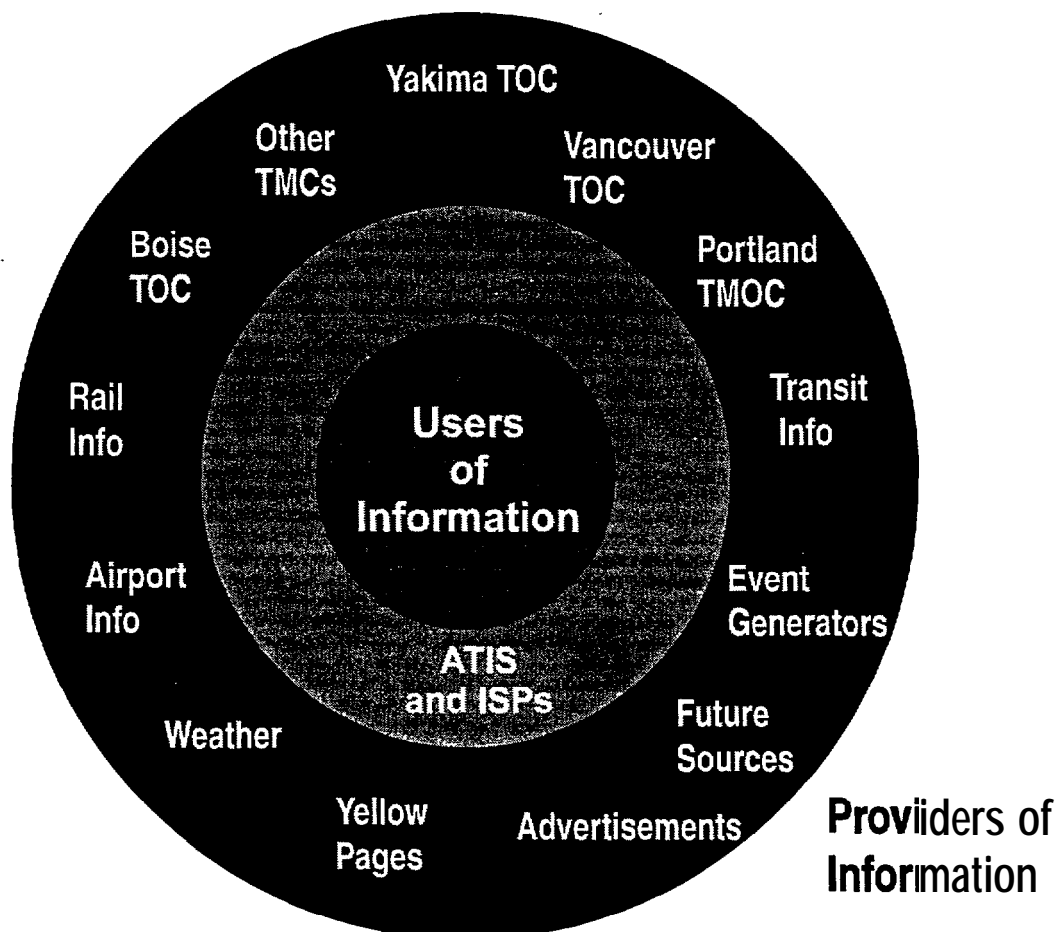 Yakima TOC
Other
TMCs
Vancouver
TOC
Boise
TOC
Portland
TMOC
Rail
Info
Transit
Info
Users
of
Information
Airport
Info
Event
Generators
ATIS
and ISPs
Weather
Future
Sources
Yellow
Pages
Advertisements
Proviiders of
Information